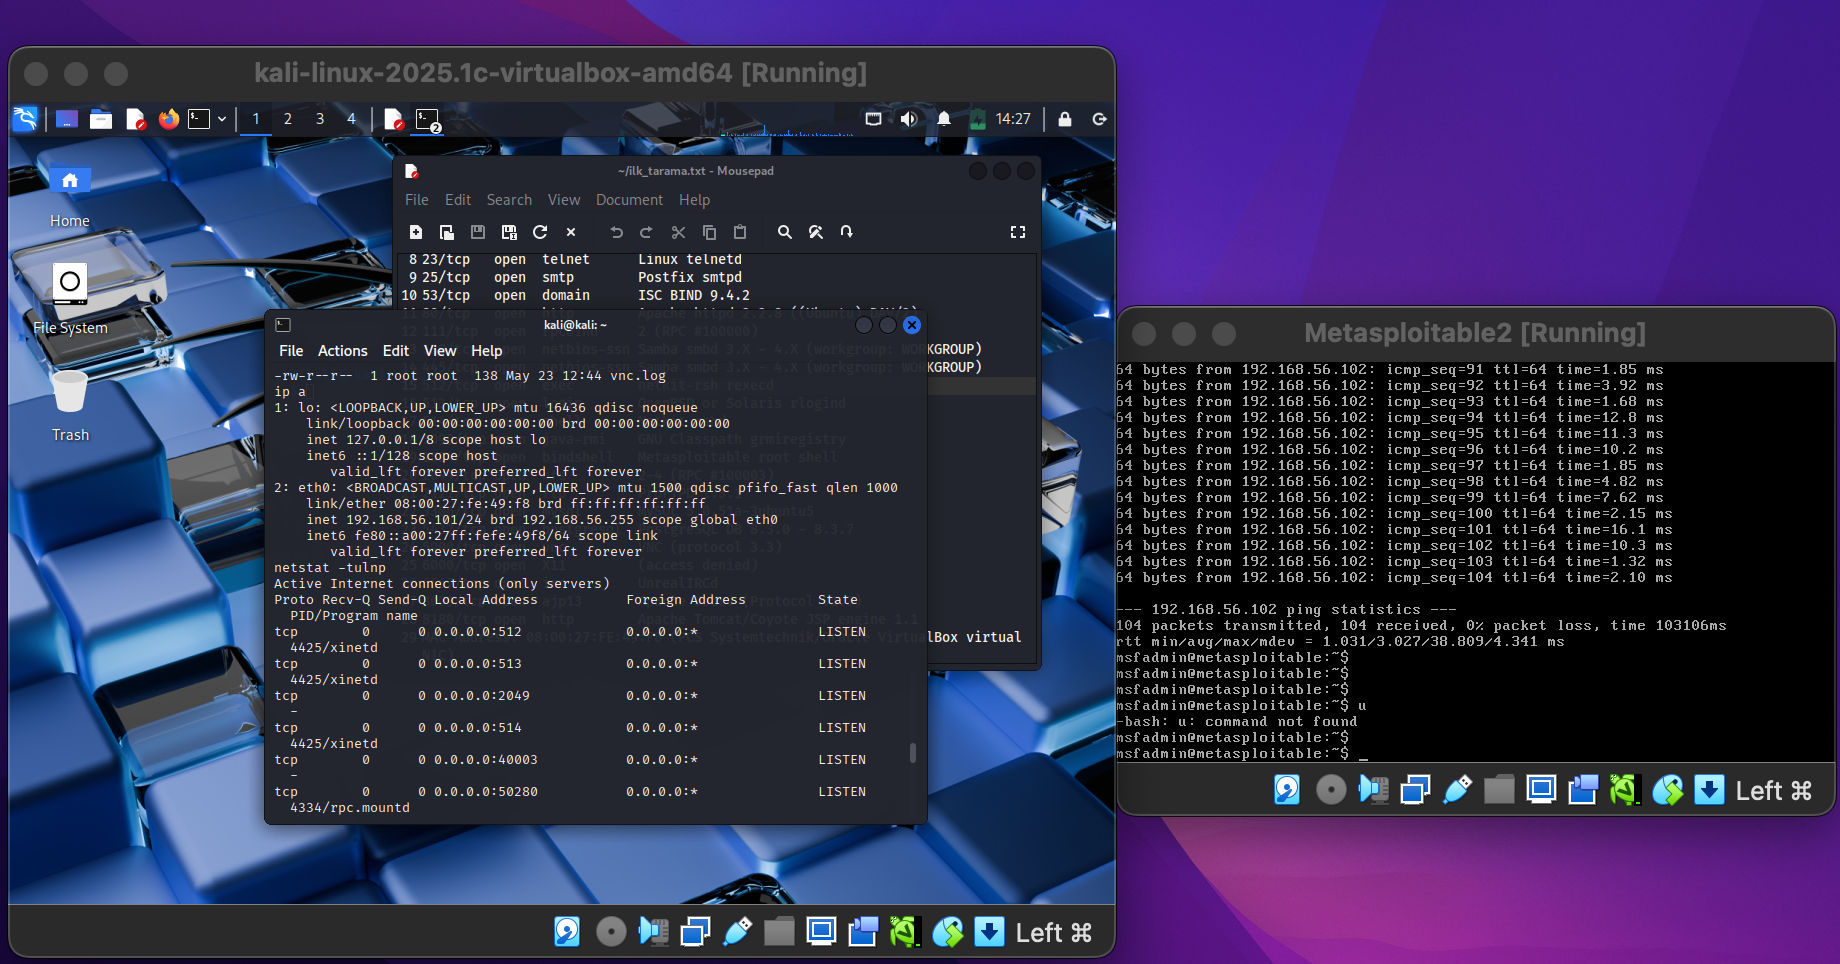 kali-linux-2025.1c-virtualbox-amd64 [Running]
1 2 3 4
2
14:27
Home
File System
Trash
~/ilk_tarama.txt - Mousepad
File Edit Search View Document Help
8 23/tcp open telnet Linux telnetd
9 25/tcp open smtp Postfix smtpd
10 53/tcp open domain ISC BIND 9.4.2
kali@kali: ~
File Actions Edit View Help
-rw-r--r-- 1 root root 138 May 23 12:44 vnc.log
ip a
1: lo: <LOOPBACK,UP,LOWER_UP> mtu 16436 qdisc noqueue
link/loopback 00:00:00:00:00:00 brd 00:00:00:00:00:00
inet 127.0.0.1/8 scope host lo
inet6 ::1/128 scope host
valid_lft forever preferred_lft forever
2: eth0: <BROADCAST,MULTICAST,UP,LOWER_UP> mtu 1500 qdisc pfifo_fast qlen 1000
link/ether 08:00:27:fe:49:f8 brd ff:ff:ff:ff:ff:ff
inet 192.168.56.101/24 brd 192.168.56.255 scope global eth0
inet6 fe80::a00:27ff:fefe:49f8/64 scope link
valid_lft forever preferred_lft forever
netstat -tulnp
Active Internet connections (only servers)
Proto Recv-Q Send-Q Local Address Foreign Address State
PID/Program name
tcp 0 0 0.0.0.0:512 0.0.0.0:* LISTEN
4425/xinetd
tcp 0 0 0.0.0.0:513 0.0.0.0:* LISTEN
4425/xinetd
tcp 0 0 0.0.0.0:2049 0.0.0.0:* LISTEN
-
tcp 0 0 0.0.0.0:514 0.0.0.0:* LISTEN
4425/xinetd
tcp 0 0 0.0.0.0:40003 0.0.0.0:* LISTEN
-
tcp 0 0 0.0.0.0:50280 0.0.0.0:* LISTEN
4334/rpc.mountd
Left ⌘
Metasploitable2 [Running]
64 bytes from 192.168.56.102: icmp_seq=91 ttl=64 time=1.85 ms
64 bytes from 192.168.56.102: icmp_seq=92 ttl=64 time=3.92 ms
64 bytes from 192.168.56.102: icmp_seq=93 ttl=64 time=1.68 ms
64 bytes from 192.168.56.102: icmp_seq=94 ttl=64 time=12.8 ms
64 bytes from 192.168.56.102: icmp_seq=95 ttl=64 time=11.3 ms
64 bytes from 192.168.56.102: icmp_seq=96 ttl=64 time=10.2 ms
64 bytes from 192.168.56.102: icmp_seq=97 ttl=64 time=1.85 ms
64 bytes from 192.168.56.102: icmp_seq=98 ttl=64 time=4.82 ms
64 bytes from 192.168.56.102: icmp_seq=99 ttl=64 time=7.62 ms
64 bytes from 192.168.56.102: icmp_seq=100 ttl=64 time=2.15 ms
64 bytes from 192.168.56.102: icmp_seq=101 ttl=64 time=16.1 ms
64 bytes from 192.168.56.102: icmp_seq=102 ttl=64 time=10.3 ms
64 bytes from 192.168.56.102: icmp_seq=103 ttl=64 time=1.32 ms
64 bytes from 192.168.56.102: icmp_seq=104 ttl=64 time=2.10 ms
--- 192.168.56.102 ping statistics ---
104 packets transmitted, 104 received, 0% packet loss, time 103106ms
rtt min/avg/max/mdev = 1.031/3.027/38.809/4.341 ms
msfadmin@metasploitable:~$
msfadmin@metasploitable:~$
msfadmin@metasploitable:~$
msfadmin@metasploitable:~$ u
-bash: u: command not found
msfadmin@metasploitable:~$
msfadmin@metasploitable:~$ _
Left ⌘